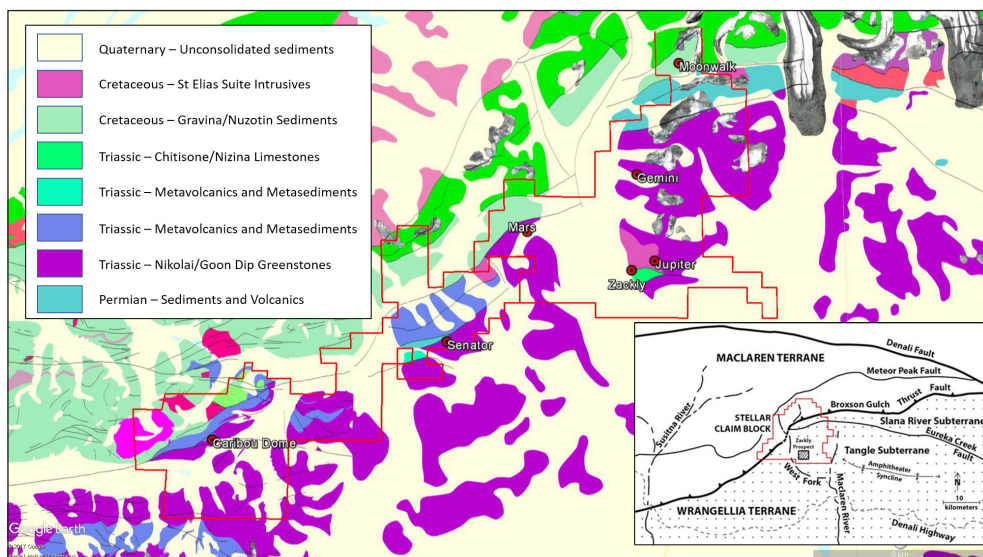 Quaternary – Unconsolidated sediments
Cretaceous – St Elias Suite Intrusives
Cretaceous – Gravina/Nuzotin Sediments
Triassic – Chitisone/Nizina Limestones
Triassic – Metavolcanics and Metasediments
Triassic – Metavolcanics and Metasediments
Triassic – Nikolai/Goon Dip Greenstones
Permian – Sediments and Volcanics
Moonwalk
Gemini
Mars
Jupiter
Zackly
Senator
Caribou Dome
Google Earth
MACLAREN TERRANE
Denali Fault
Meteor Peak Fault
Broxson Gulch Thrust Fault
Susitna River
STELLAR
CLAIM BLOCK
Slana River Subterrane
Eureka Creek
Fault
Zackly
Prospect
Tangle Subterrane
Amphitheater
Syncline
West Fork
Maclaren River
N
10
kilometers
WRANGELLIA TERRANE
Denali Highway